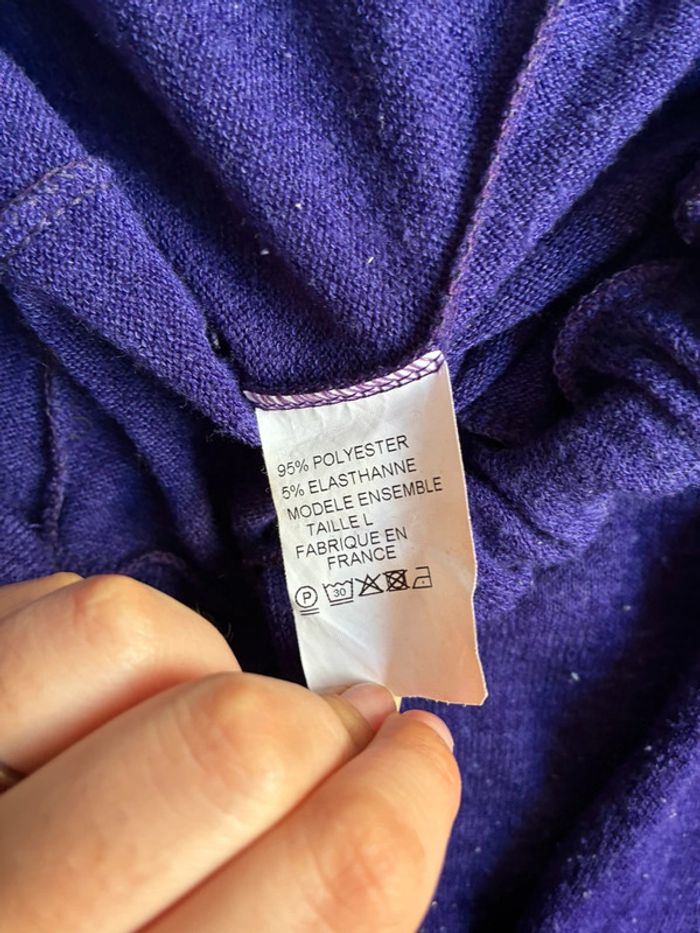 95% POLYESTER
5% ELASTHANNE
MODELE ENSEMBLE
TAILLE L
FABRIQUE EN
FRANCE
P 30